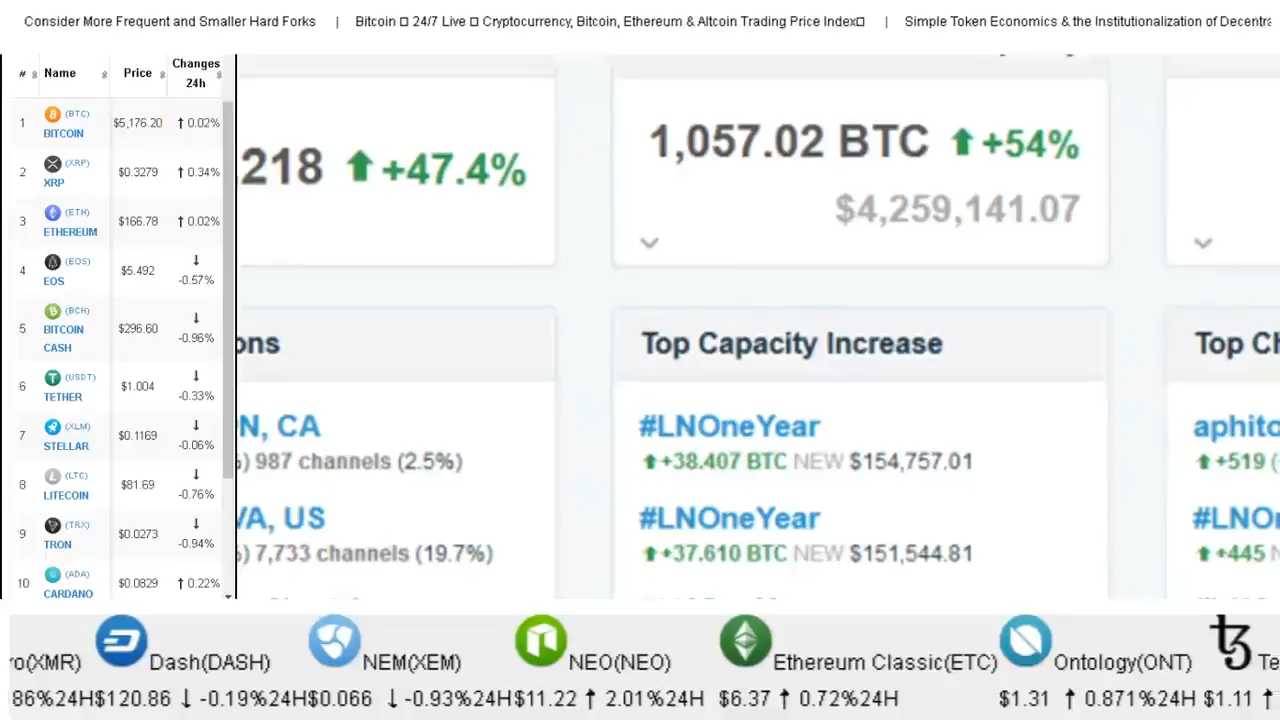 Consider More Frequent and Smaller Hard Forks | Bitcoin 24/7 Live Cryptocurrency, Bitcoin, Ethereum & Altcoin Trading Price Index | Simple Token Economics & the Institutionalization of
# Name Price Changes 24h
1 (BTC) BITCOIN $5,176.20 ↑ 0.02%
2 (XRP) XRP $0.3279 ↑ 0.34%
3 (ETH) ETHEREUM $166.78 ↑ 0.02%
4 (EOS) EOS $5.492 ↓ -0.57%
5 (BCH) BITCOIN CASH $296.60 ↓ -0.96%
6 (USDT) TETHER $1.004 ↓ -0.33%
7 (XLM) STELLAR $0.1169 ↓ -0.06%
8 (LTC) LITECOIN $81.69 ↓ -0.76%
9 (TRX) TRON $0.0273 ↓ -0.94%
10 (ADA) CARDANO $0.0829 ↑ 0.22%
218 +47.4%
1,057.02 BTC +54%
$4,259,141.07
ons
N, CA
987 channels (2.5%)
VA, US
7,733 channels (19.7%)
Top Capacity Increase
#LNOneYear
+38.407 BTC NEW $154,757.01
#LNOneYear
+37.610 BTC NEW $151,544.81
Top Ch
aphito
+519
#LNOn
+445
ro(XMR) Dash(DASH) NEM(XEM) NEO(NEO) Ethereum Classic(ETC) Ontology(ONT) Te
86%24H $120.86 ↓ -0.19%24H $0.066 ↓ -0.93%24H $11.22 ↑ 2.01%24H $6.37 ↑ 0.72%24H $1.31 ↑ 0.871%24H $1.11 ↑